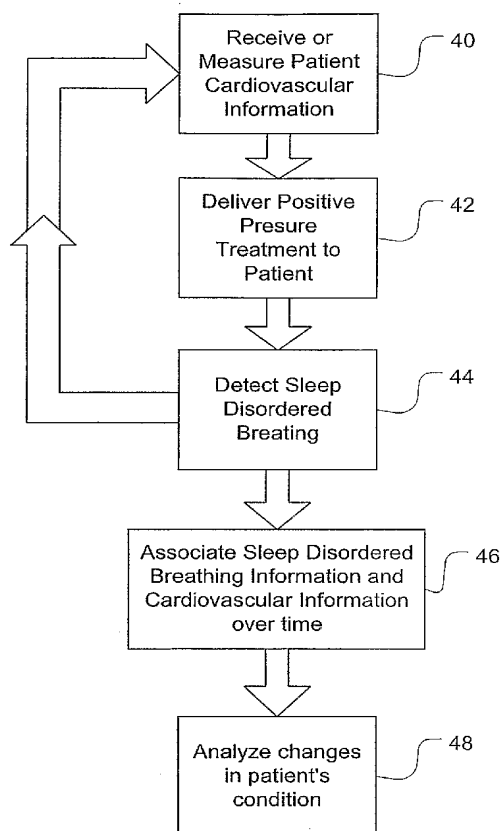 Receive or
Measure Patient
Cardiovascular
Information
40
Deliver Positive
Presure
Treatment to
Patient
42
Detect Sleep
Disordered
Breating
44
Associate Sleep Disordered
Breathing Information and
Cardiovascular Information
over time
46
Analyze changes
in patient's
condition
48